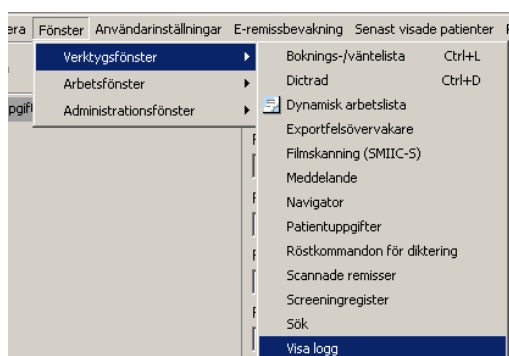 era Fönster Användarinställningar E-remissbevakning Senast visade patienter
Verktygsfönster
Arbetsfönster
Administrationsfönster
pgift
Boknings-/väntelista Ctrl+L
Dictrad Ctrl+D
Dynamisk arbetslista
Exportfelsövervakare
Filmskanning (SMIIC-S)
Meddelande
Navigator
Patientuppgifter
Röstkommandon för diktering
Scannade remisser
Screeningregister
Sök
Visa logg